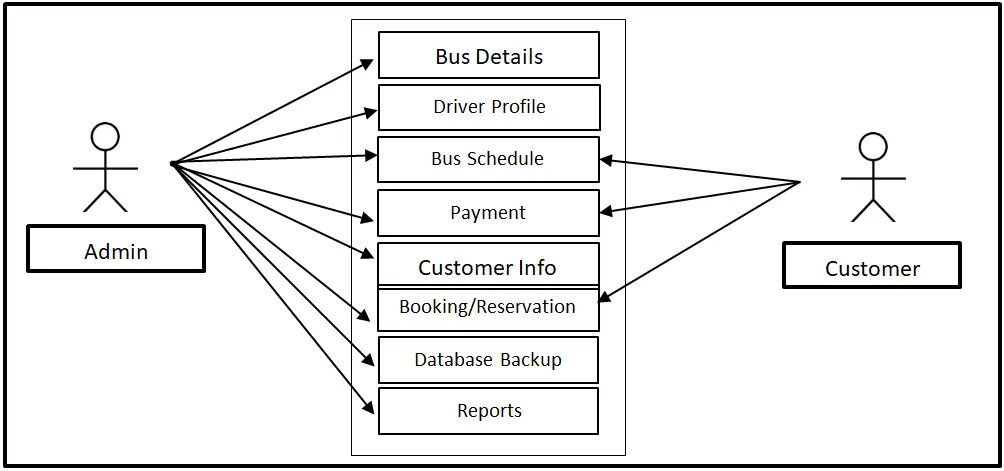 Bus Details
Driver Profile
Bus Schedule
Payment
Customer Info
Booking/Reservation
Database Backup
Reports
Admin
Customer